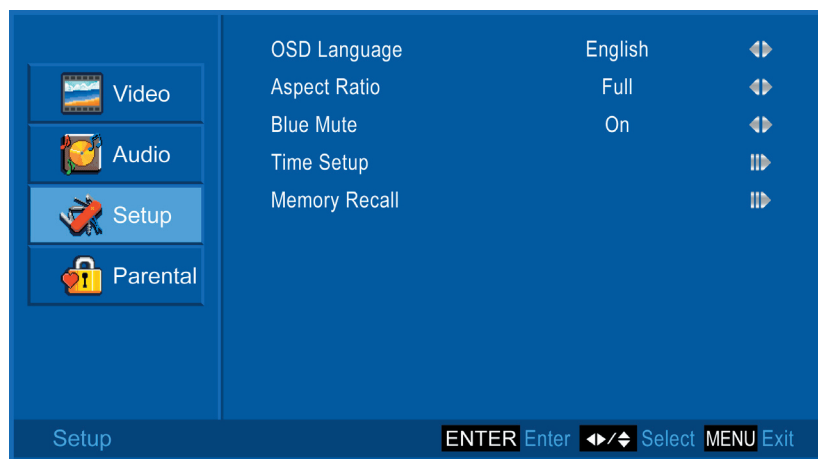 Video
Audio
Setup
Parental
OSD Language English
Aspect Ratio Full
Blue Mute On
Time Setup
Memory Recall
Setup ENTER Enter ◀▶/▲▼ Select MENU Exit